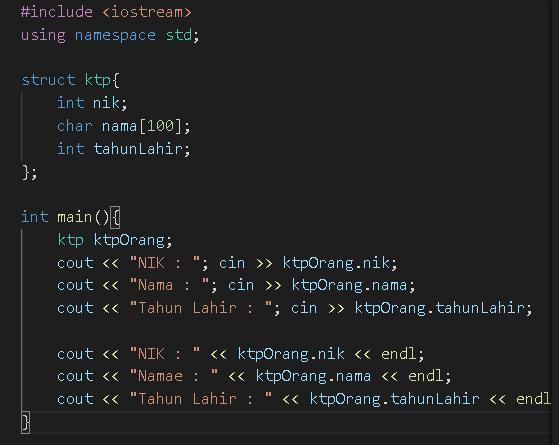 #include <iostream>
using namespace std;
struct ktp{
int nik;
char nama[100];
int tahunLahir;
};
int main(){
ktp ktpOrang;
cout << "NIK : "; cin >> ktpOrang.nik;
cout << "Nama : "; cin >> ktpOrang.nama;
cout << "Tahun Lahir : "; cin >> ktpOrang.tahunLahir;
cout << "NIK : " << ktpOrang.nik << endl;
cout << "Namae : " << ktpOrang.nama << endl;
cout << "Tahun Lahir : " << ktpOrang.tahunLahir << endl
}